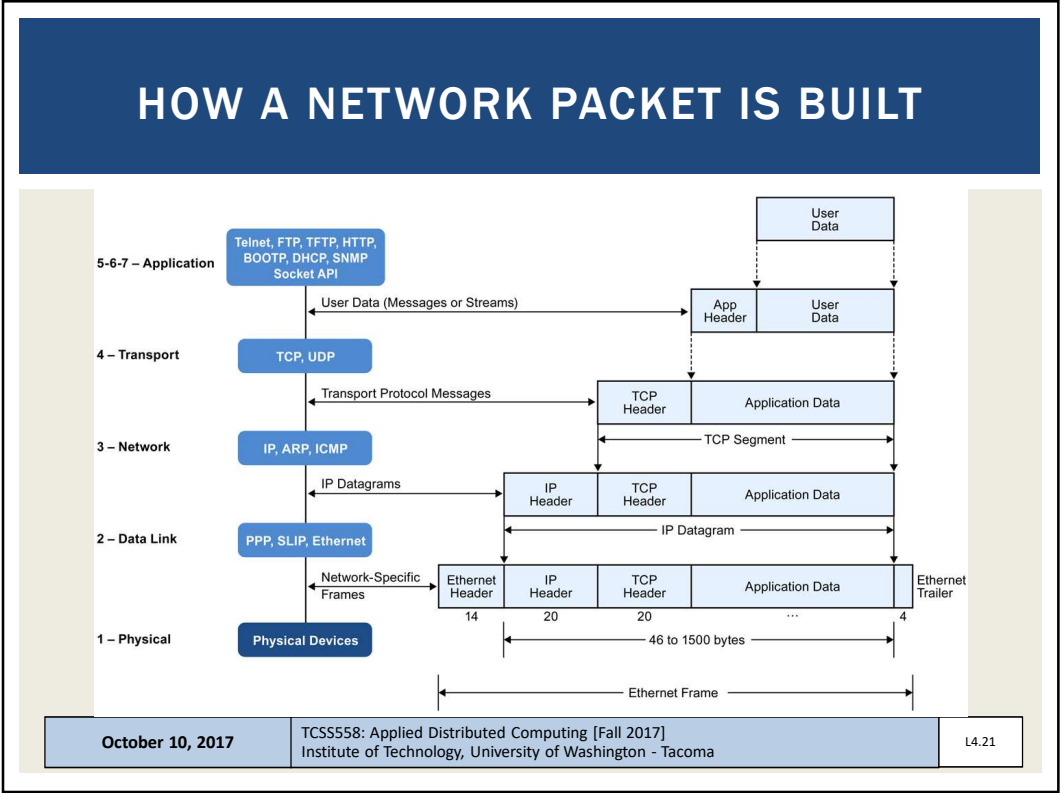 HOW A NETWORK PACKET IS BUILT
User
Data
5-6-7 – Application
Telnet, FTP, TFTP, HTTP,
BOOTP, DHCP, SNMP
Socket API
User Data (Messages or Streams)
App
Header
User
Data
4 – Transport
TCP, UDP
Transport Protocol Messages
TCP
Header
Application Data
TCP Segment
3 – Network
IP, ARP, ICMP
IP Datagrams
IP
Header
TCP
Header
Application Data
IP Datagram
2 – Data Link
PPP, SLIP, Ethernet
Network-Specific
Frames
Ethernet
Header
IP
Header
TCP
Header
Application Data
Ethernet
Trailer
14
20
20
...
4
1 – Physical
Physical Devices
46 to 1500 bytes
Ethernet Frame
October 10, 2017
TCSS558: Applied Distributed Computing [Fall 2017]
Institute of Technology, University of Washington - Tacoma
L4.21